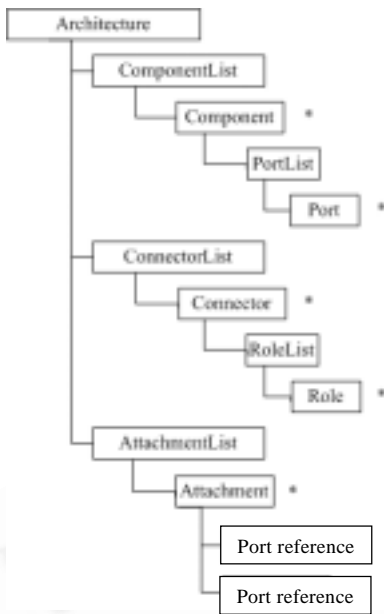 Architecture
ComponentList
Component *
PortList
Port *
ConnectorList
Connector *
RoleList
Role *
AttachmentList
Attachment *
Port reference
Port reference